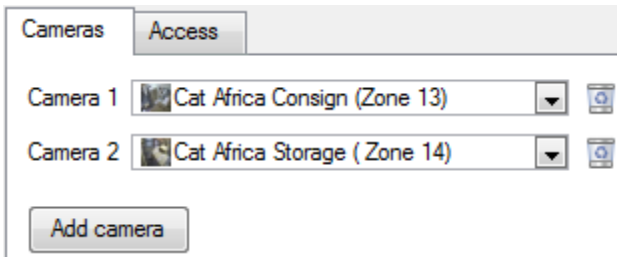 Cameras Access
Camera 1 Cat Africa Consign (Zone 13)
Camera 2 Cat Africa Storage ( Zone 14)
Add camera